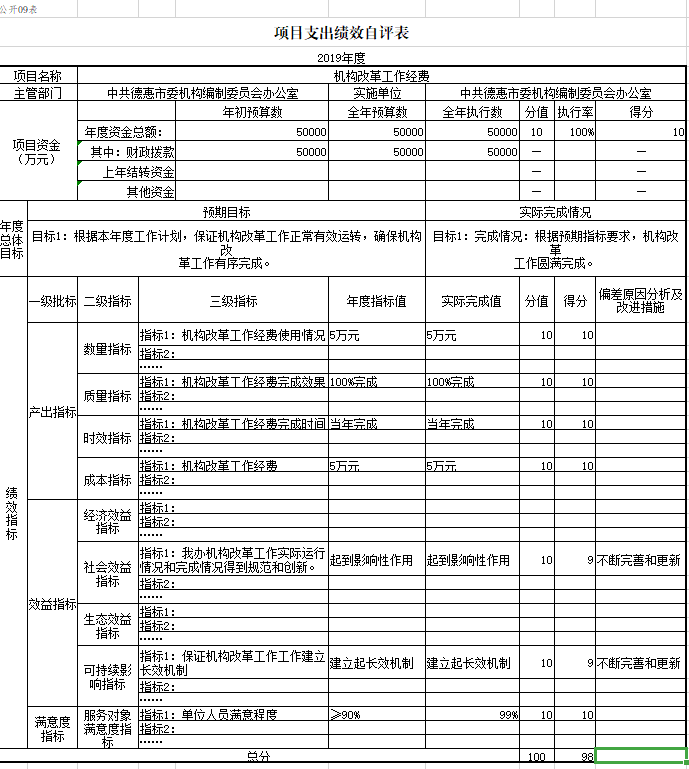 公开09表
项目支出绩效自评表
2019年度
项目名称 机构改革工作经费
主管部门 中共德惠市委机构编制委员会办公室 实施单位 中共德惠市委机构编制委员会办公室
项目资金（万元） 年初预算数 全年预算数 全年执行数 分值 执行率 得分
年度资金总额： 50000 50000 50000 10 100% 10
其中：财政拨款 50000 50000 50000 — —
上年结转资金 — —
其他资金 — —
年度总体目标 预期目标 实际完成情况
目标1：根据本年度工作计划，保证机构改革工作正常有效运转，确保机构改
革工作有序完成。
目标1：完成情况：根据预期指标要求，机构改革
工作圆满完成。
绩效指标 一级批标 二级指标 三级指标 年度指标值 实际完成值 分值 得分 偏差原因分析及改进措施
产出指标 数量指标 指标1：机构改革工作经费使用情况 5万元 5万元 10 10
指标2：
……
质量指标 指标1：机构改革工作经费完成效果 100%完成 100%完成 10 10
指标2：
……
时效指标 指标1：机构改革工作经费完成时间 当年完成 当年完成 10 10
指标2：
……
成本指标 指标1：机构改革工作经费 5万元 5万元 10 10
指标2：
……
效益指标 经济效益指标 指标1：
指标2：
……
社会效益指标 指标1：我办机构改革工作实际运行
情况和完成情况得到规范和创新。 起到影响性作用 起到影响性作用 10 9 不断完善和更新
指标2：
……
生态效益指标 指标1：
指标2：
……
可持续影响指标 指标1：保证机构改革工作工作建立
长效机制 建立起长效机制 建立起长效机制 10 9 不断完善和更新
指标2：
……
满意度指标 服务对象满意度指标 指标1：单位人员满意程度 ≥90% 99% 10 10
指标2：
……
总分 100 98